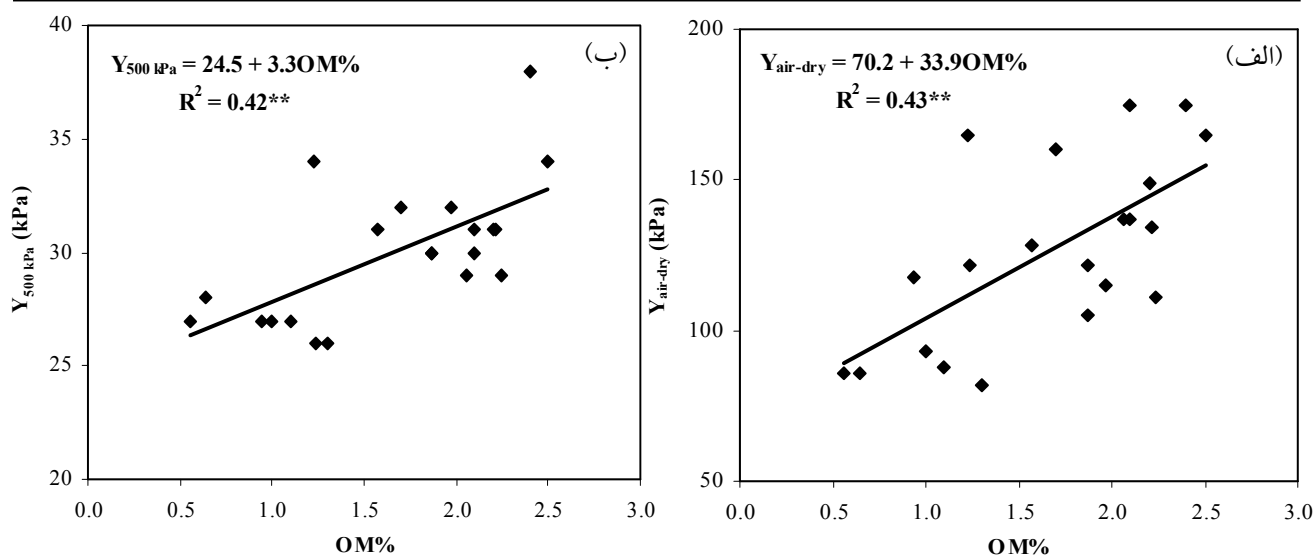 (ب)
Y500 kPa = 24.5 + 3.3OM%
R2 = 0.42**
40
35
30
25
20
Y500 kPa (kPa)
0.0 0.5 1.0 1.5 2.0 2.5 3.0
OM%
(الف)
Yair-dry = 70.2 + 33.9OM%
R2 = 0.43**
200
150
100
50
Yair-dry (kPa)
0.0 0.5 1.0 1.5 2.0 2.5 3.0
OM%